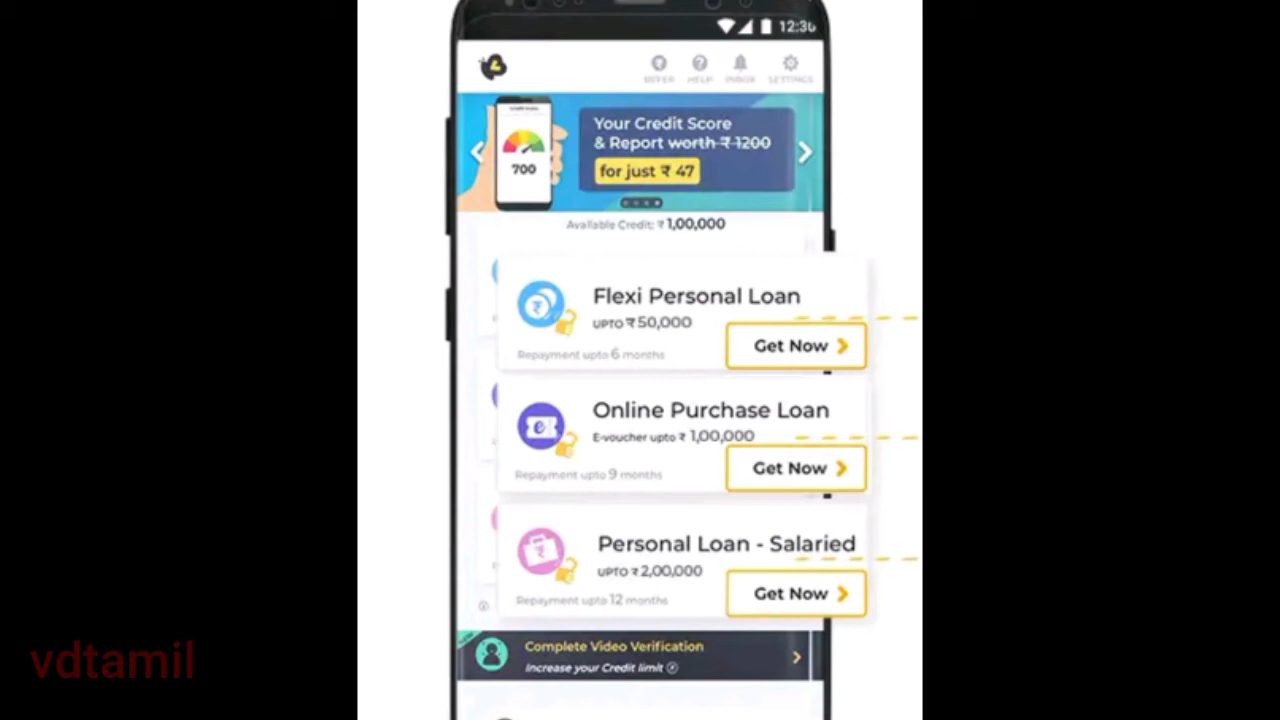 12:30
REFER HELP INBOX SETTINGS
Your Credit Score
& Report worth ₹ 1200
for just ₹ 47
700
Available Credit: ₹ 1,00,000
Flexi Personal Loan
UPTO ₹ 50,000
Get Now
Repayment upto 6 months
Online Purchase Loan
E-voucher upto ₹ 1,00,000
Get Now
Repayment upto 9 months
Personal Loan - Salaried
UPTO ₹ 2,00,000
Get Now
Repayment upto 12 months
Complete Video Verification
Increase your Credit limit
vdtamil